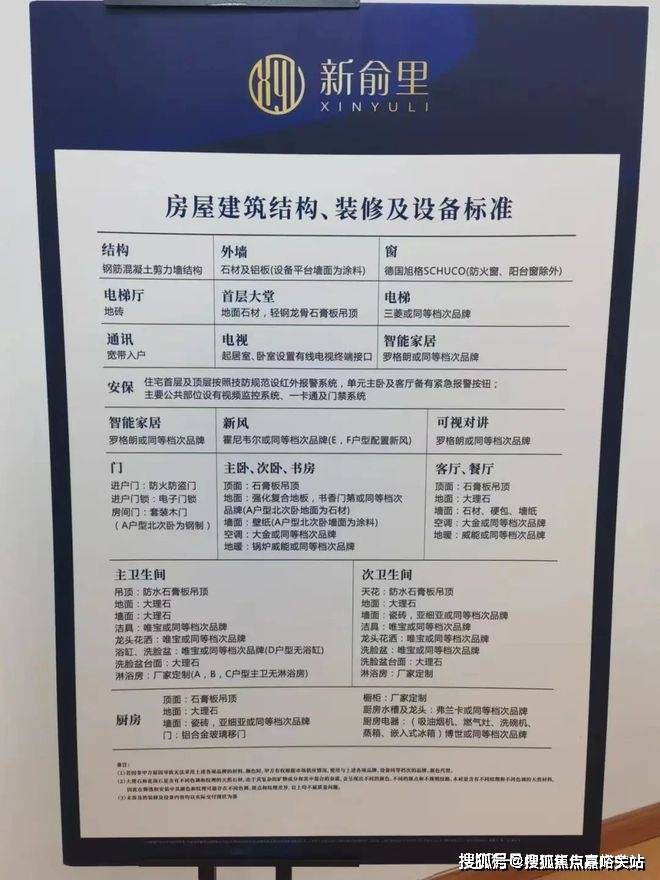 新俞里
XINYULI
房屋建筑结构、装修及设备标准
结构
钢筋混凝土剪力墙结构
外墙
石材及铝板(设备平台墙面为涂料)
窗
德国旭格SCHUCO(防火窗、阳台窗除外)
电梯厅
地砖
首层大堂
地面石材，轻钢龙骨石膏板吊顶
电梯
三菱或同等档次品牌
通讯
宽带入户
电视
起居室、卧室设置有线电视终端接口
智能家居
罗格朗或同等档次品牌
安保
住宅首层及顶层按照技防规范设红外报警系统，单元主卧及客厅备有紧急报警按钮；
主要公共部位设有视频监控系统、一卡通及门禁系统
智能家居
罗格朗或同等档次品牌
新风
霍尼韦尔或同等档次品牌(E，F户型配置新风)
可视对讲
罗格朗或同等档次品牌
门
进户门：防火防盗门
进户门锁：电子门锁
房间门：套装木门
（A户型北次卧为钢制）
主卧、次卧、书房
顶面：石膏板吊顶
地面：强化复合地板，书香门第或同等档次
品牌(A户型北次卧地面为石材)
墙面：壁纸(A户型北次卧墙面为涂料)
空调：大金或同等档次品牌
地暖：锅炉威能或同等档次品牌
客厅、餐厅
顶面：石膏板吊顶
地面：大理石
墙面：石材、硬包、墙纸
空调：大金或同等档次品牌
地暖：威能或同等档次品牌
主卫生间
吊顶：防水石膏板吊顶
地面：大理石
墙面：大理石
洁具：唯宝或同等档次品牌
龙头花洒：唯宝或同等档次品牌
浴缸、洗脸盆：唯宝或同等档次品牌(D户型无浴缸)
洗脸盆台面：大理石
淋浴房：厂家定制(A，B，C户型主卫无淋浴房)
次卫生间
天花：防水石膏板吊顶
地面：大理石
墙面：瓷砖，亚细亚或同等档次品牌
洁具：唯宝或同等档次品牌
龙头花洒：唯宝或同等档次品牌
洗脸盆：唯宝或同等档次品牌
洗脸盆台面：大理石
淋浴房：厂家定制
厨房
顶面：石膏板吊顶
地面：大理石
墙面：瓷砖，亚细亚或同等档次品牌
门：铝合金玻璃移门
橱柜：厂家定制
厨房水槽及龙头：弗兰卡或同等档次品牌
厨房电器：（吸油烟机、燃气灶、洗碗机、
蒸箱、嵌入式冰箱）博世或同等档次品牌
备注：
(3)未涉及的装修及设备内容均以实际交付现状为准
搜狐号@搜狐焦点嘉峪关站